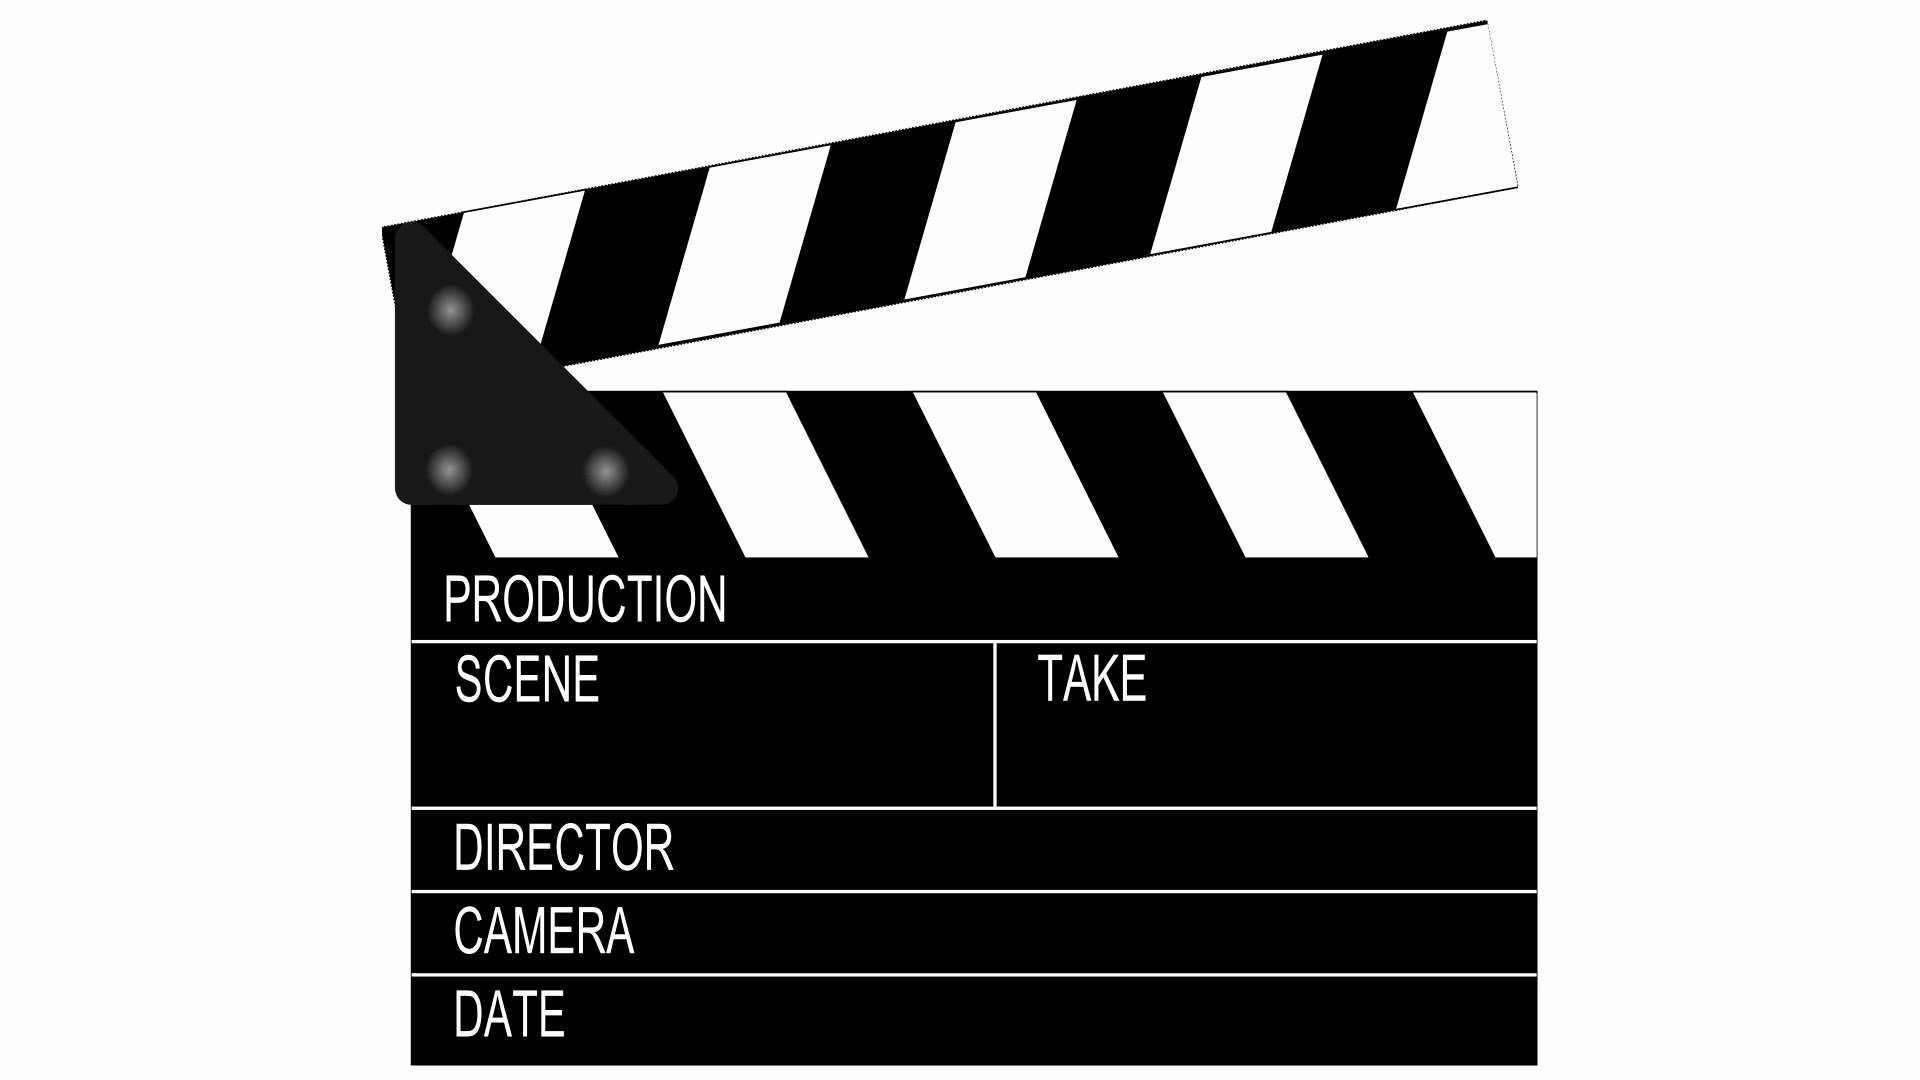 PRODUCTION
SCENE TAKE
DIRECTOR
CAMERA
DATE